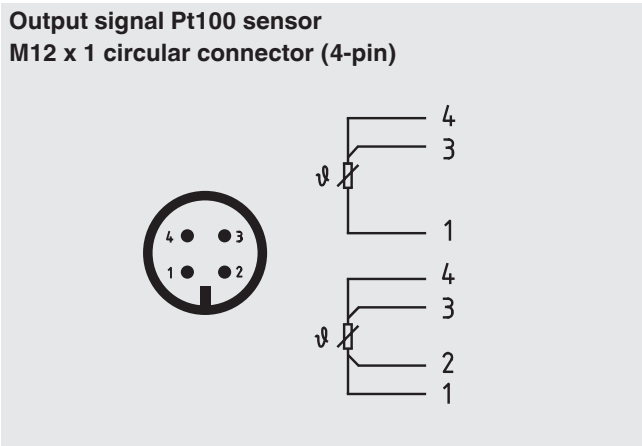 Output signal Pt100 sensor
M12 x 1 circular connector (4-pin)
4
3
ϑ
1
4 3
1 2
4
3
ϑ
2
1